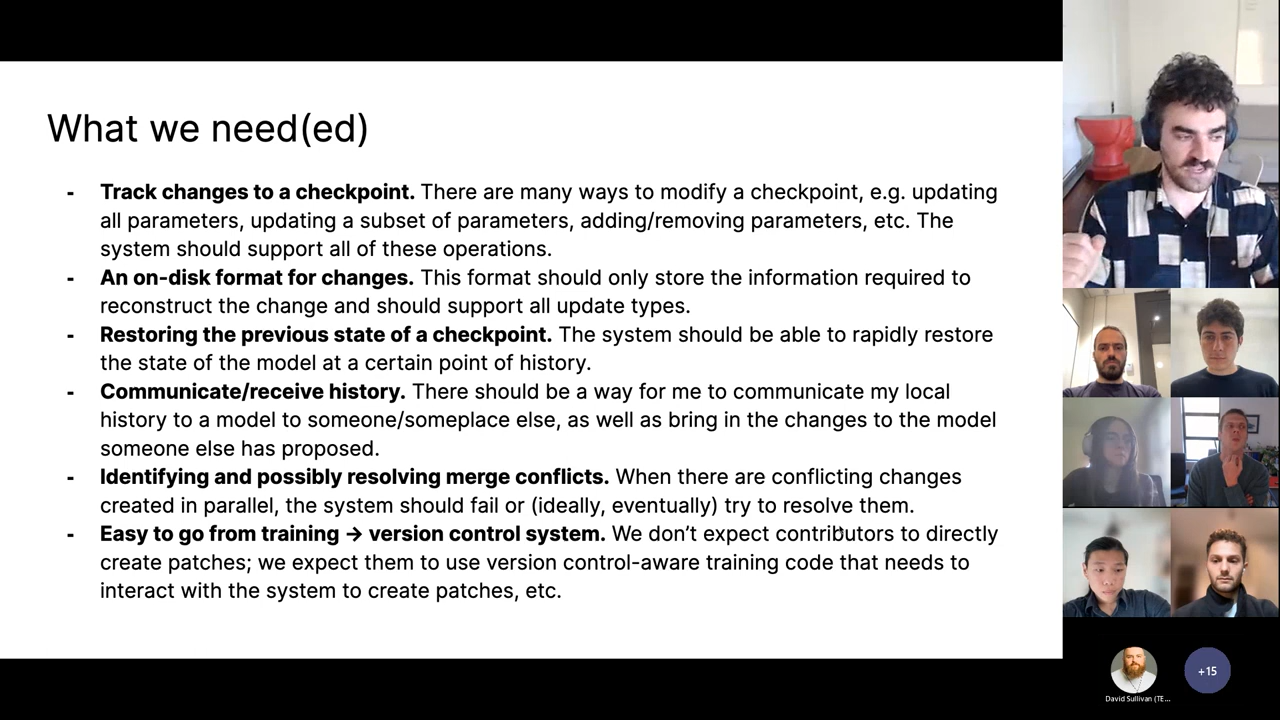 What we need(ed)
- Track changes to a checkpoint. There are many ways to modify a checkpoint, e.g. updating
all parameters, updating a subset of parameters, adding/removing parameters, etc. The
system should support all of these operations.
- An on-disk format for changes. This format should only store the information required to
reconstruct the change and should support all update types.
- Restoring the previous state of a checkpoint. The system should be able to rapidly restore
the state of the model at a certain point of history.
- Communicate/receive history. There should be a way for me to communicate my local
history to a model to someone/someplace else, as well as bring in the changes to the model
someone else has proposed.
- Identifying and possibly resolving merge conflicts. When there are conflicting changes
created in parallel, the system should fail or (ideally, eventually) try to resolve them.
- Easy to go from training → version control system. We don’t expect contributors to directly
create patches; we expect them to use version control-aware training code that needs to
interact with the system to create patches, etc.
+15
David Sullivan (TE...